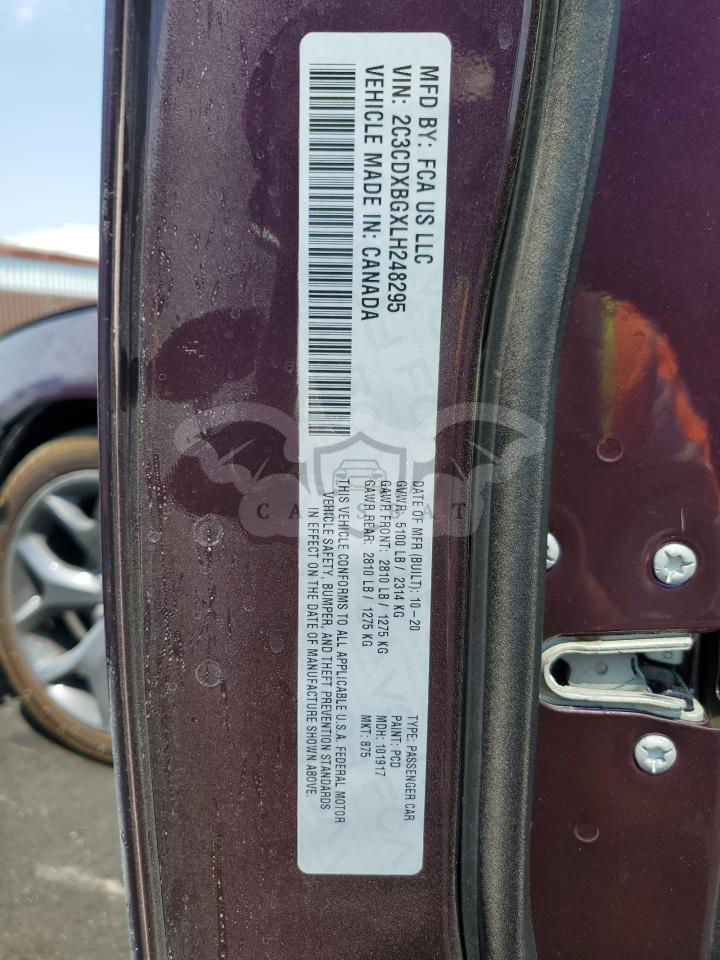 MFD BY: FCA US LLC
VIN: 2C3CDXBGXLH248295
VEHICLE MADE IN: CANADA
DATE OF MFR (BUILT): 10-20
GVWR: 5100 LB / 2314 KG
GAWR FRONT: 2810 LB / 1275 KG
GAWR REAR: 2810 LB / 1275 KG
THIS VEHICLE CONFORMS TO ALL APPLICABLE U.S.A. FEDERAL MOTOR
VEHICLE SAFETY, BUMPER, AND THEFT PREVENTION STANDARDS
IN EFFECT ON THE DATE OF MANUFACTURE SHOWN ABOVE.
TYPE: PASSENGER CAR
PAINT: PCD
MDH: 101917
MKT: 875